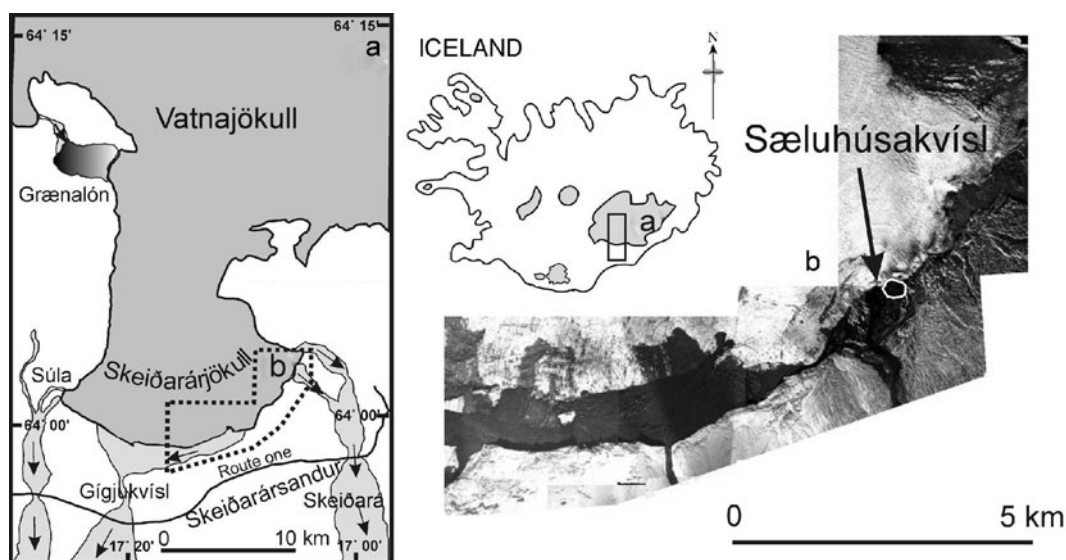 64° 15'
64° 15'
a
Vatnajökull
Grænalón
Skeiðarárjökull
b
Súla
64° 00'
64° 00'
Route one
Gígjukvísl
Skeiðarársandur
Skeiðará
0 10 km
17° 20'
17° 00'
ICELAND
N
a
Sæluhúsakvísl
b
0 5 km